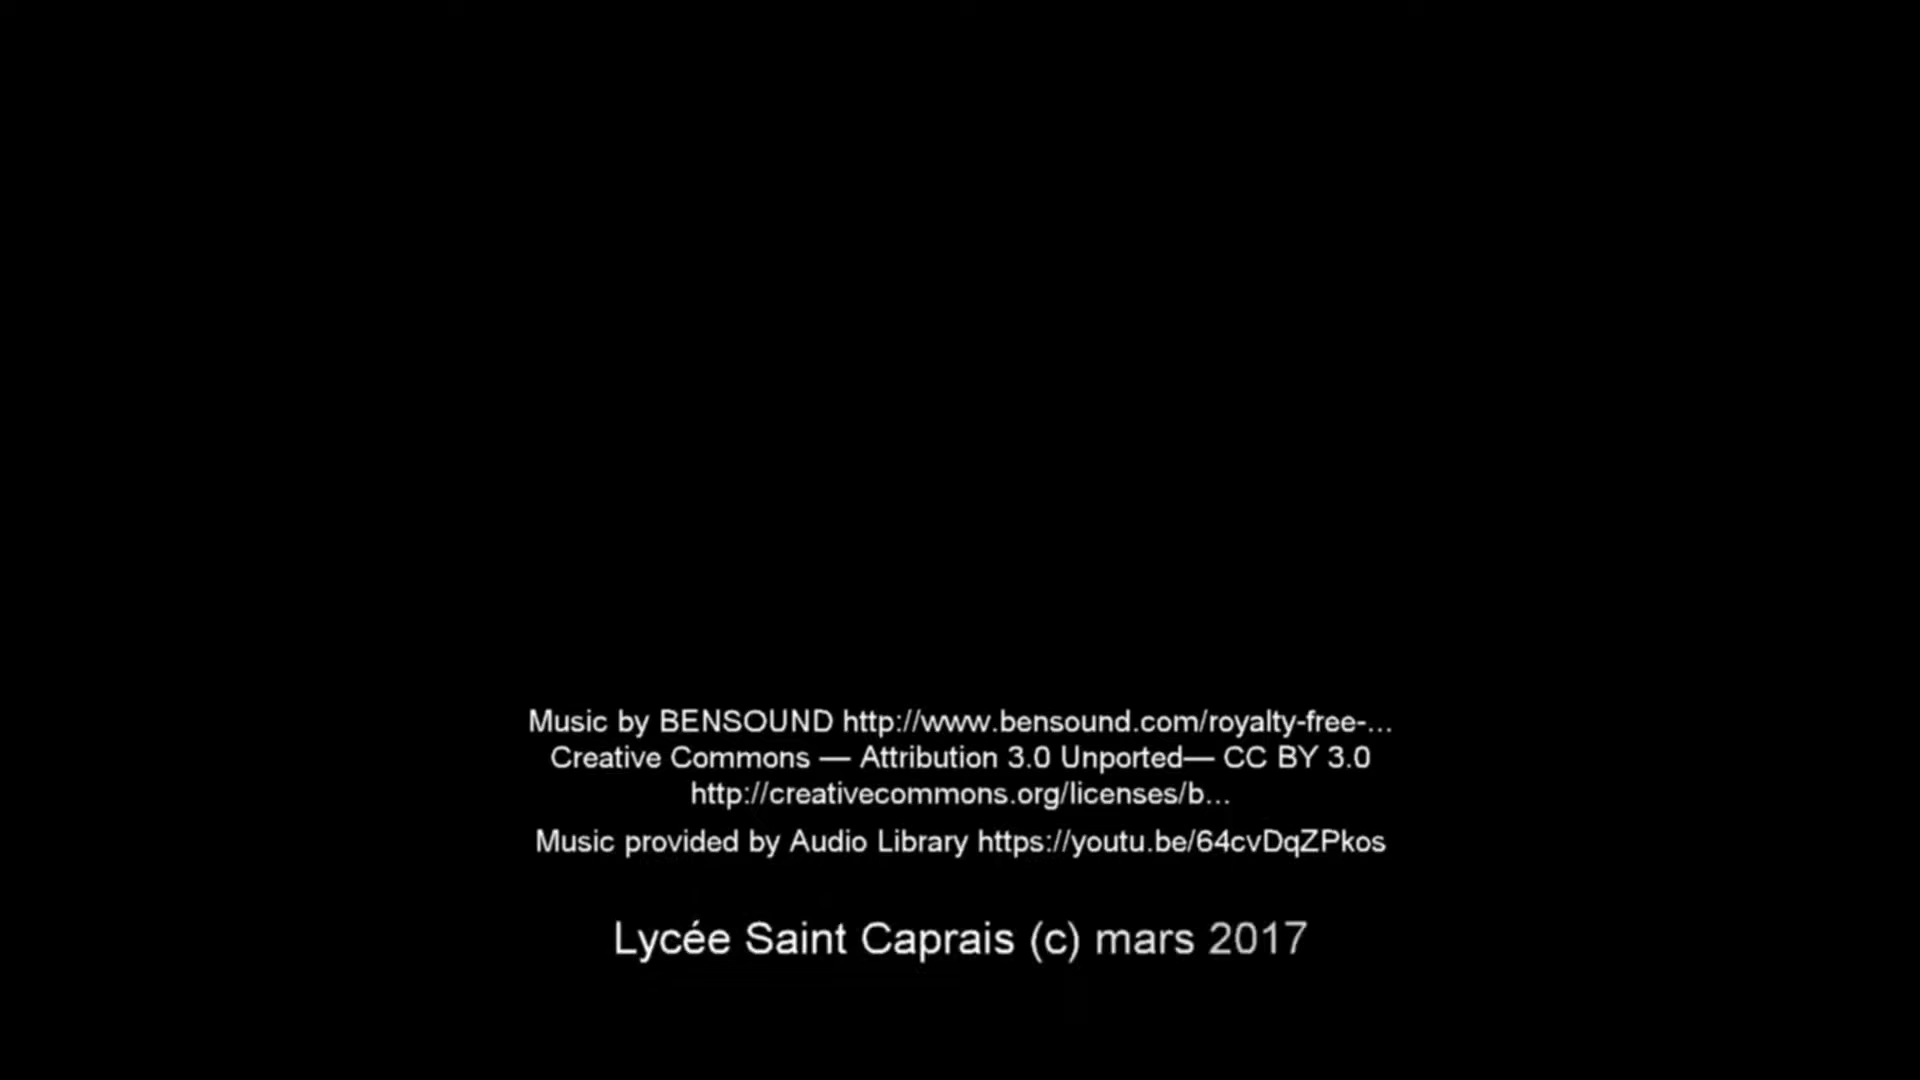 Music by BENSOUND http://www.bensound.com/royalty-free-...
Creative Commons — Attribution 3.0 Unported— CC BY 3.0
http://creativecommons.org/licenses/b...
Music provided by Audio Library https://youtu.be/64cvDqZPkos
Lycée Saint Caprais (c) mars 2017